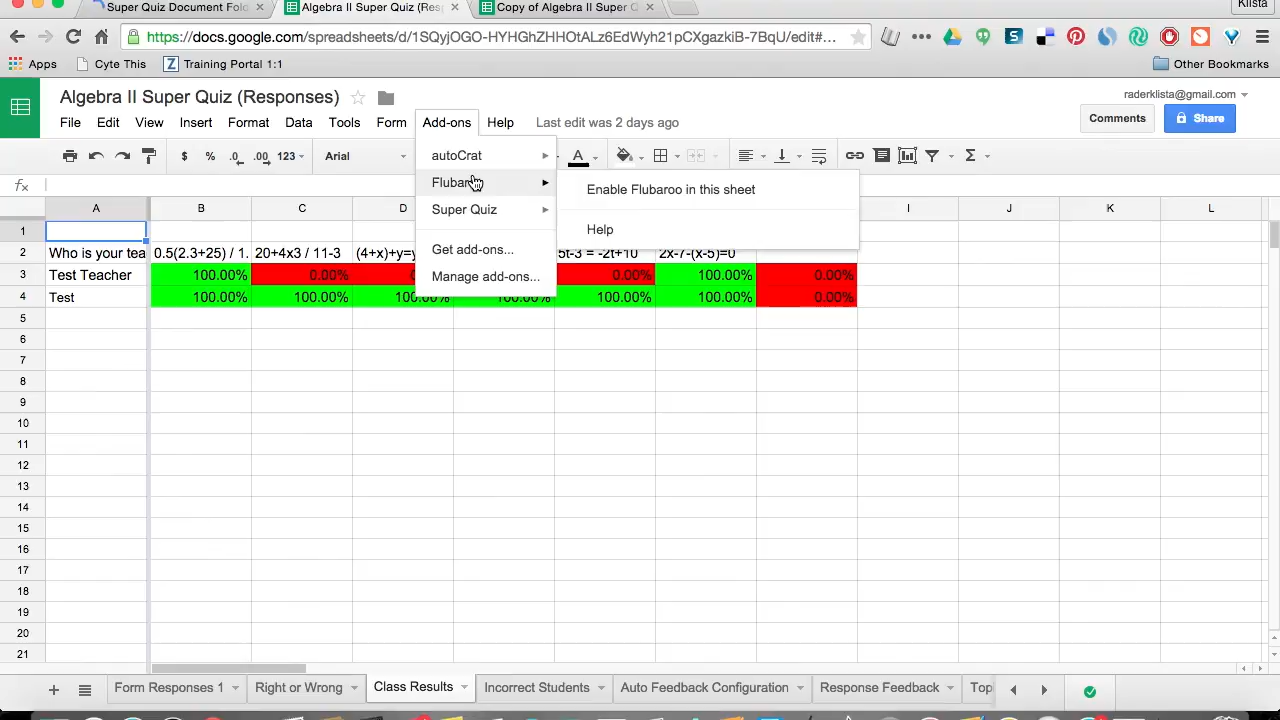 Super Quiz Document Fold
Algebra II Super Quiz (Res
Copy of Algebra II Super Q
Klista
https://docs.google.com/spreadsheets/d/1SQyjOGO-HYHGhZHHOtALz6EdWyh21pCXgazkiB-7BqU/edit#...
Apps Cyte This Training Portal 1:1 Other Bookmarks
Algebra II Super Quiz (Responses)
raderklista@gmail.com
File Edit View Insert Format Data Tools Form Add-ons Help Last edit was 2 days ago
Comments Share
$ % .0 .00 123 Arial A
autoCrat
Flubaroo
Enable Flubaroo in this sheet
Super Quiz
Help
Get add-ons...
Manage add-ons...
fx
A B C D I J K L
1
2 Who is your tea 0.5(2.3+25) / 1. 20+4x3 / 11-3 (4+x)+y=y 5t-3 = -2t+10 2x-7-(x-5)=0
3 Test Teacher 100.00% 0.00% 0.00% 100.00% 0.00%
4 Test 100.00% 100.00% 100.00% 100.00% 100.00% 100.00% 0.00%
5
6
7
8
9
10
11
12
13
14
15
16
17
18
19
20
21
+ Form Responses 1 Right or Wrong Class Results Incorrect Students Auto Feedback Configuration Response Feedback Top